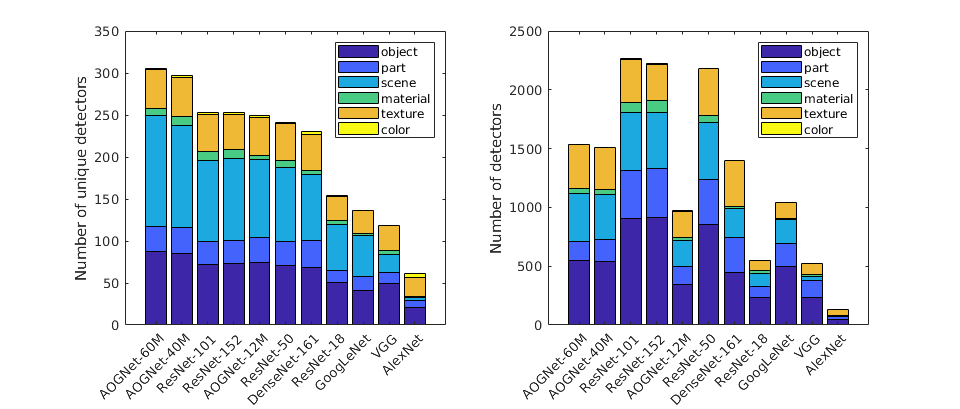 Number of unique detectors
350
300
250
200
150
100
50
0
object
part
scene
material
texture
color
AOGNet-60M
AOGNet-40M
ResNet-101
ResNet-152
AOGNet-12M
ResNet-50
DenseNet-161
ResNet-18
GoogLeNet
VGG
AlexNet
Number of detectors
2500
2000
1500
1000
500
0
object
part
scene
material
texture
color
AOGNet-60M
AOGNet-40M
ResNet-101
ResNet-152
AOGNet-12M
ResNet-50
DenseNet-161
ResNet-18
GoogLeNet
VGG
AlexNet